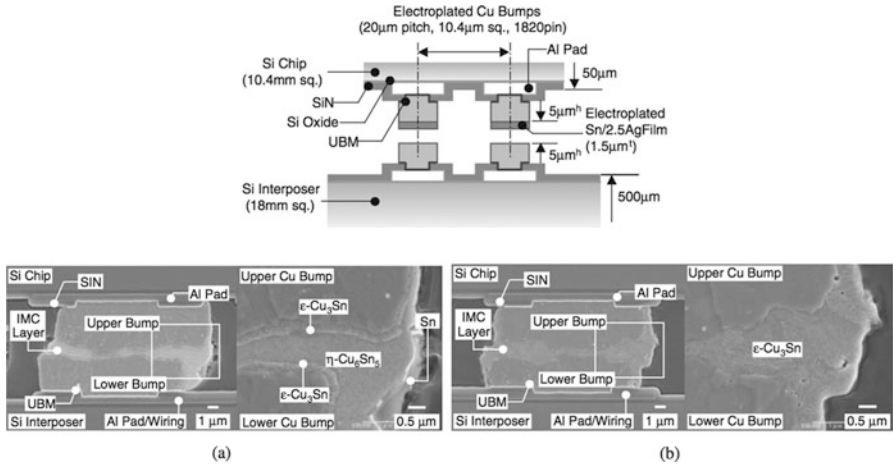 Electroplated Cu Bumps
(20μm pitch, 10.4μm sq., 1820pin)
Al Pad
Si Chip
(10.4mm sq.)
50μm
SiN
Si Oxide
UBM
5μmʰ
Electroplated
Sn/2.5AgFilm
(1.5μmᵗ)
5μmʰ
Si Interposer
(18mm sq.)
500μm
Si Chip
SIN
Al Pad
IMC
Layer
Upper Bump
Lower Bump
UBM
Si Interposer
Al Pad/Wiring
1 μm
Upper Cu Bump
ε-Cu₃Sn
Sn
η-Cu₆Sn₅
ε-Cu₃Sn
Lower Cu Bump
0.5 μm
(a)
Si Chip
SIN
Al Pad
IMC
Layer
Upper Bump
Lower Bump
UBM
Si Interposer
Al Pad/Wiring
1 μm
Upper Cu Bump
ε-Cu₃Sn
Lower Cu Bump
0.5 μm
(b)